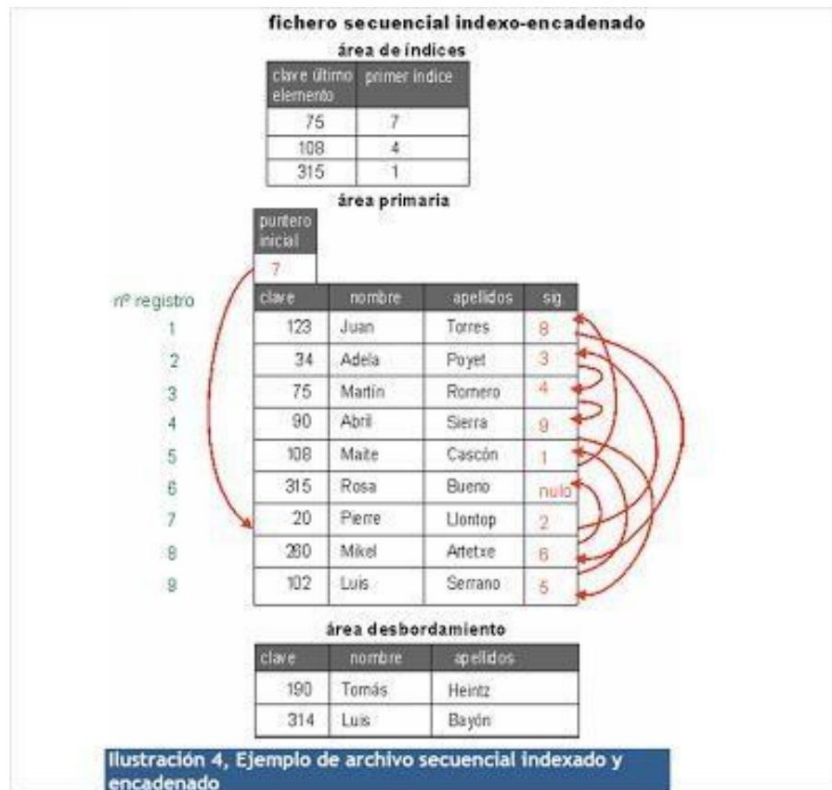 fichero secuencial indexo-encadenado
área de índices
clave último elemento primer índice
75 7
108 4
315 1
área primaria
puntero inicial
7
nº registro clave nombre apellidos sig.
1 123 Juan Torres 8
2 34 Adela Poyet 3
3 75 Martín Romero 4
4 90 Abril Sierra 9
5 108 Maite Cascón 1
6 315 Rosa Bueno nulo
7 20 Pierre Llontop 2
8 260 Mikel Artetxe 6
9 102 Luis Serrano 5
área desbordamiento
clave nombre apellidos
190 Tomás Heintz
314 Luis Bayón
Ilustración 4, Ejemplo de archivo secuencial indexado y
encadenado